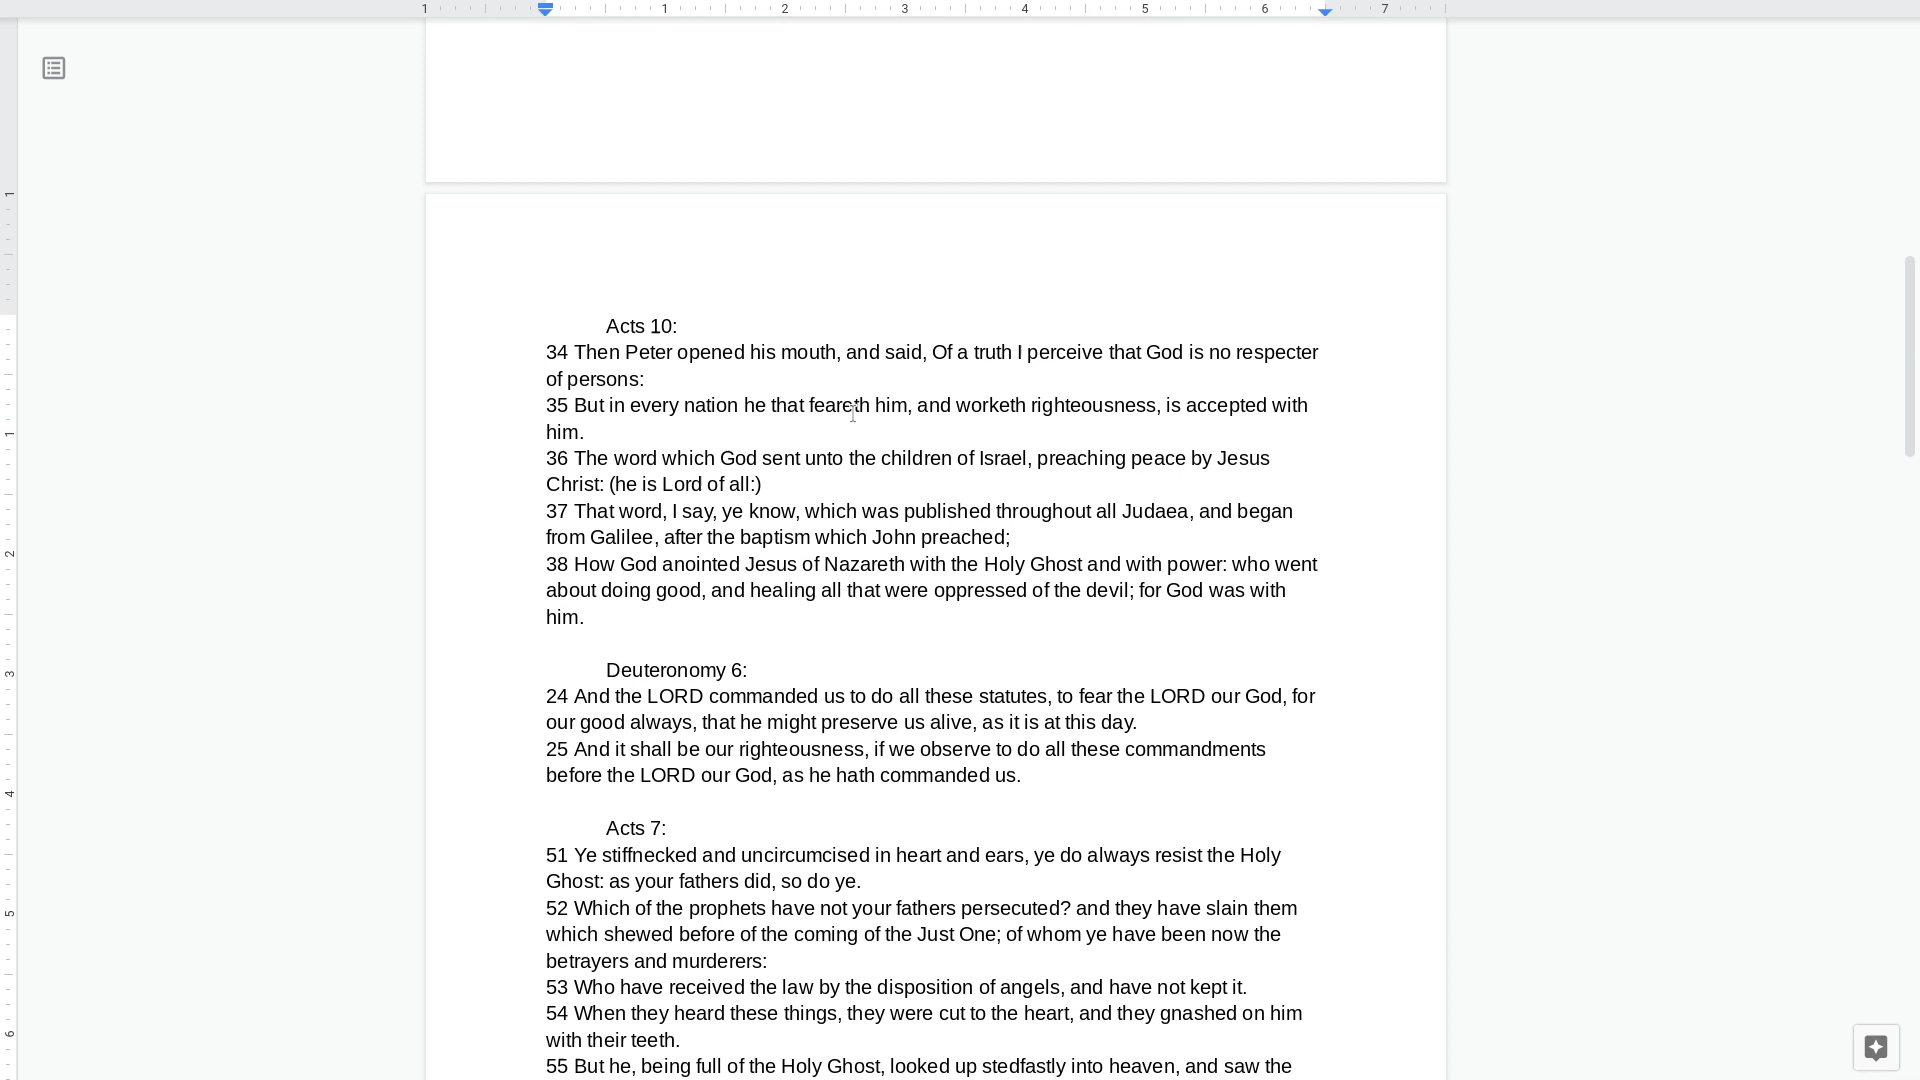 1 1 2 3 4 5 6 7
Acts 10:
34 Then Peter opened his mouth, and said, Of a truth I perceive that God is no respecter
of persons:
35 But in every nation he that feareth him, and worketh righteousness, is accepted with
him.
36 The word which God sent unto the children of Israel, preaching peace by Jesus
Christ: (he is Lord of all:)
37 That word, I say, ye know, which was published throughout all Judaea, and began
from Galilee, after the baptism which John preached;
38 How God anointed Jesus of Nazareth with the Holy Ghost and with power: who went
about doing good, and healing all that were oppressed of the devil; for God was with
him.
Deuteronomy 6:
24 And the LORD commanded us to do all these statutes, to fear the LORD our God, for
our good always, that he might preserve us alive, as it is at this day.
25 And it shall be our righteousness, if we observe to do all these commandments
before the LORD our God, as he hath commanded us.
Acts 7:
51 Ye stiffnecked and uncircumcised in heart and ears, ye do always resist the Holy
Ghost: as your fathers did, so do ye.
52 Which of the prophets have not your fathers persecuted? and they have slain them
which shewed before of the coming of the Just One; of whom ye have been now the
betrayers and murderers:
53 Who have received the law by the disposition of angels, and have not kept it.
54 When they heard these things, they were cut to the heart, and they gnashed on him
with their teeth.
55 But he, being full of the Holy Ghost, looked up stedfastly into heaven, and saw the
1
1
2
3
4
5
6